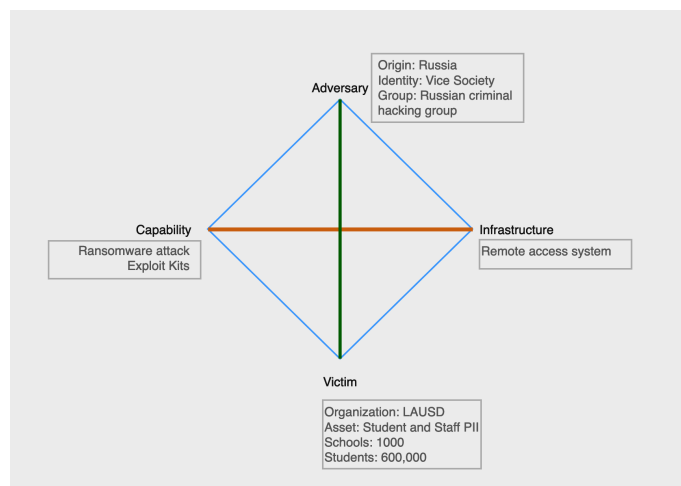 Origin: Russia
Identity: Vice Society
Group: Russian criminal
hacking group
Adversary
Capability
Infrastructure
Ransomware attack
Exploit Kits
Remote access system
Victim
Organization: LAUSD
Asset: Student and Staff PII
Schools: 1000
Students: 600,000